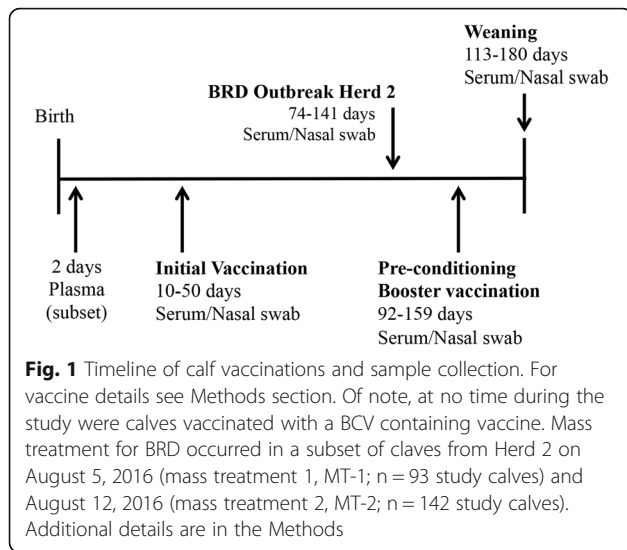 Weaning
113-180 days
Serum/Nasal swab
BRD Outbreak Herd 2
74-141 days
Serum/Nasal swab
Birth
2 days
Plasma
(subset)
Initial Vaccination
10-50 days
Serum/Nasal swab
Pre-conditioning
Booster vaccination
92-159 days
Serum/Nasal swab
Fig. 1 Timeline of calf vaccinations and sample collection. For
vaccine details see Methods section. Of note, at no time during the
study were calves vaccinated with a BCV containing vaccine. Mass
treatment for BRD occurred in a subset of claves from Herd 2 on
August 5, 2016 (mass treatment 1, MT-1; n = 93 study calves) and
August 12, 2016 (mass treatment 2, MT-2; n = 142 study calves).
Additional details are in the Methods